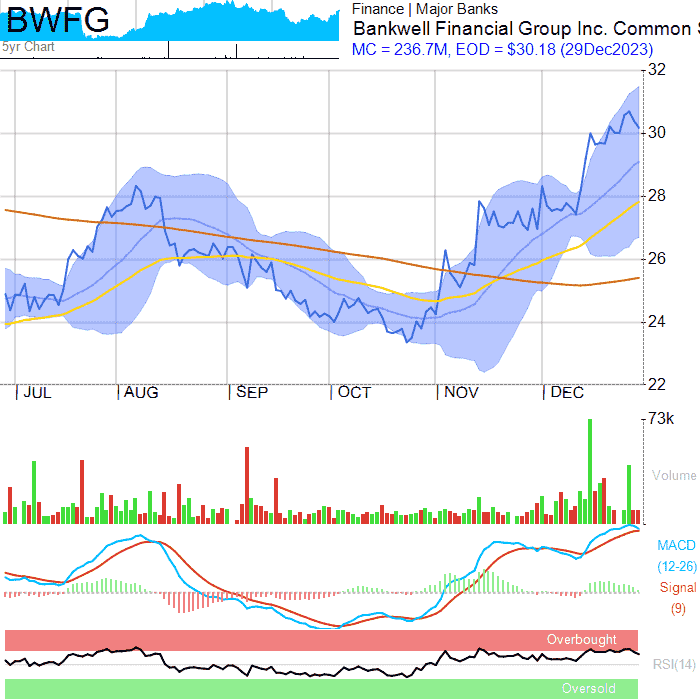 BWFG
5yr Chart
Finance | Major Banks
Bankwell Financial Group Inc. Common S
MC = 236.7M, EOD = $30.18 (29Dec2023)
32
30
28
26
24
22
JUL AUG SEP OCT NOV DEC
73k
Volume
MACD
(12-26)
Signal
(9)
Overbought
RSI(14)
Oversold